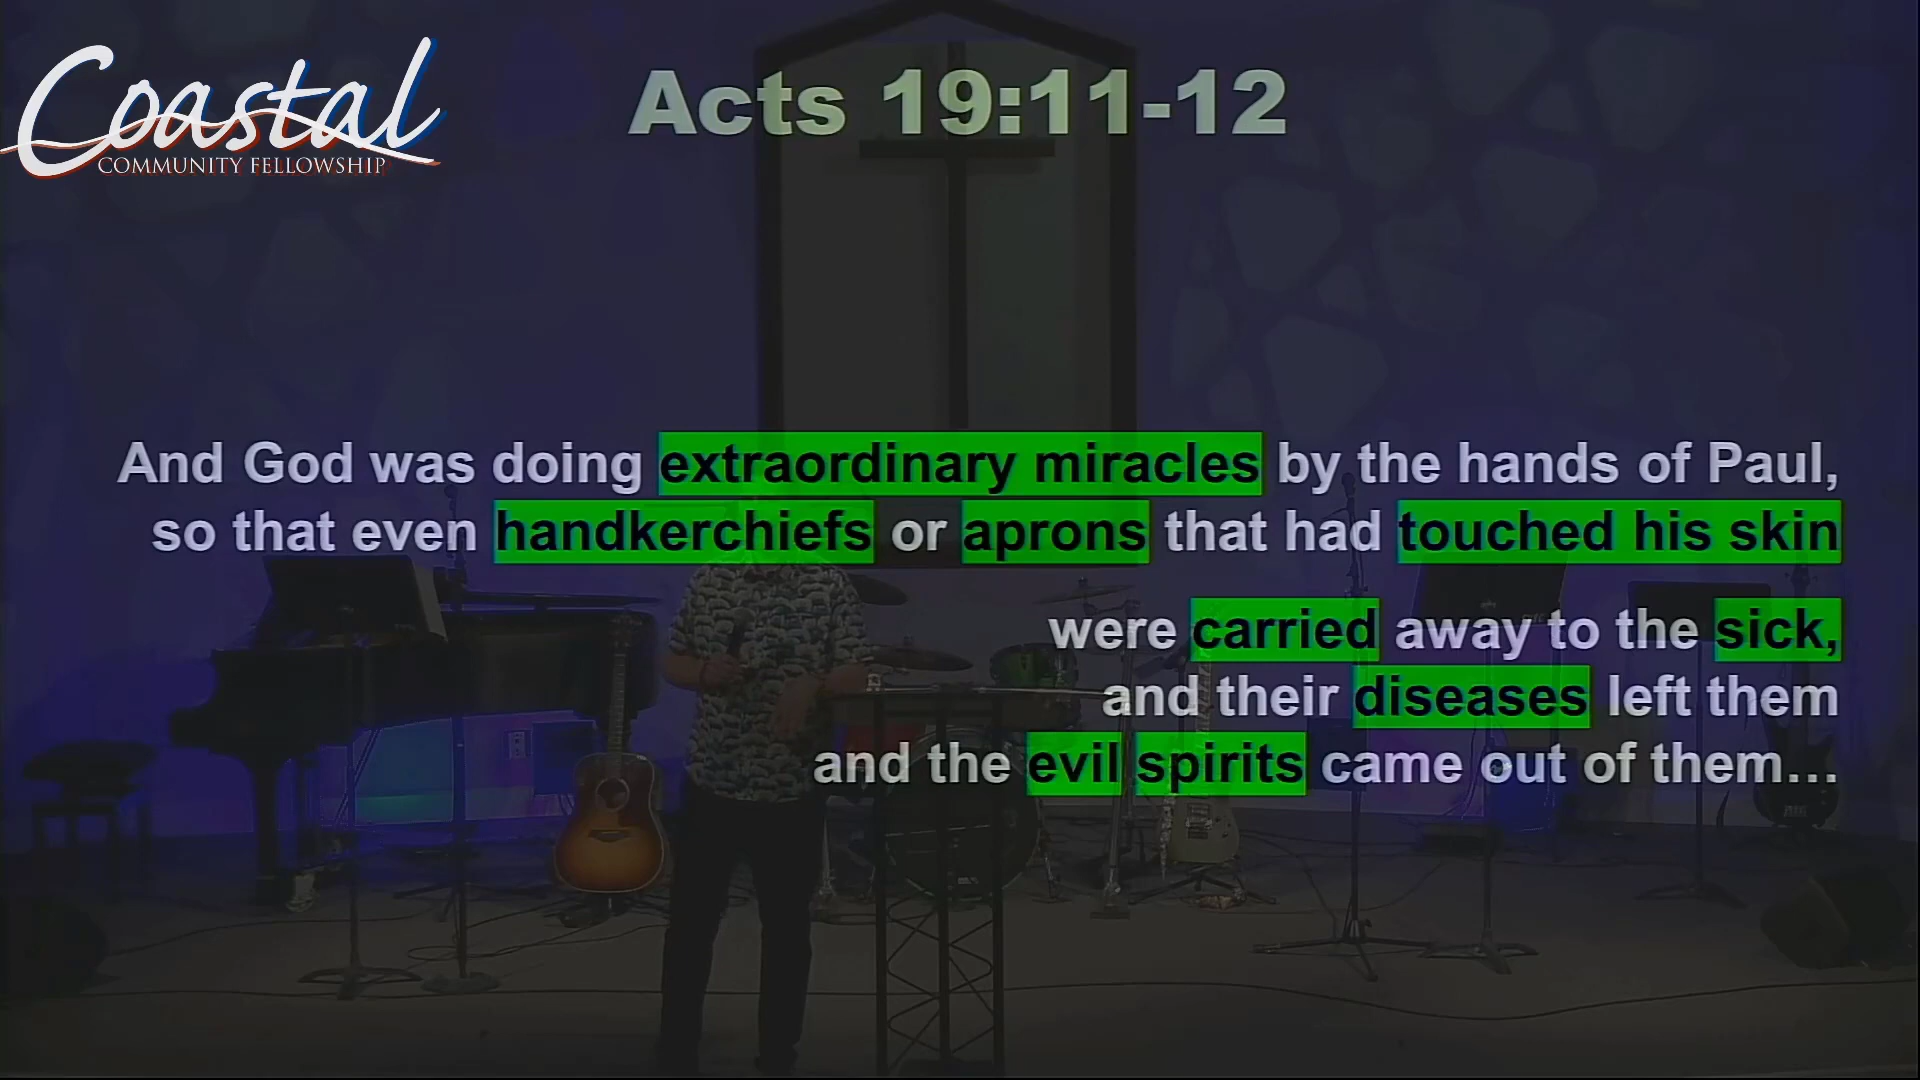 Coastal
COMMUNITY FELLOWSHIP
Acts 19:11-12
And God was doing extraordinary miracles by the hands of Paul,
so that even handkerchiefs or aprons that had touched his skin
were carried away to the sick,
and their diseases left them
and the evil spirits came out of them…